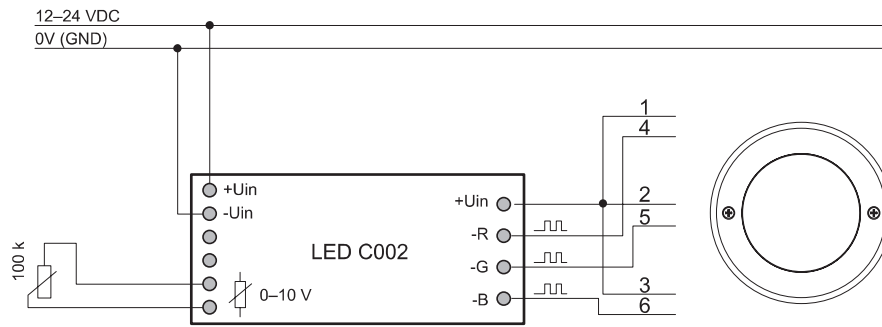 12–24 VDC
0V (GND)
1
4
+Uin
-Uin
+Uin
2
-R
5
100 k
LED C002
-G
0–10 V
3
-B
6